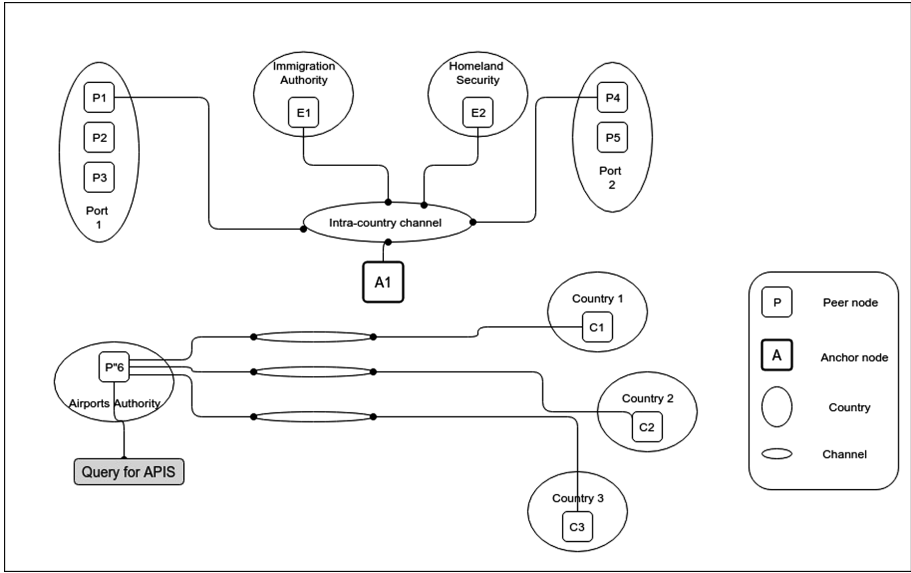 Immigration
Authority
E1
Homeland
Security
E2
P1
P2
P3
Port
1
P4
P5
Port
2
Intra-country channel
A1
Country 1
C1
P"6
Airports Authority
Country 2
C2
Query for APIS
Country 3
C3
P
Peer node
A
Anchor node
Country
Channel